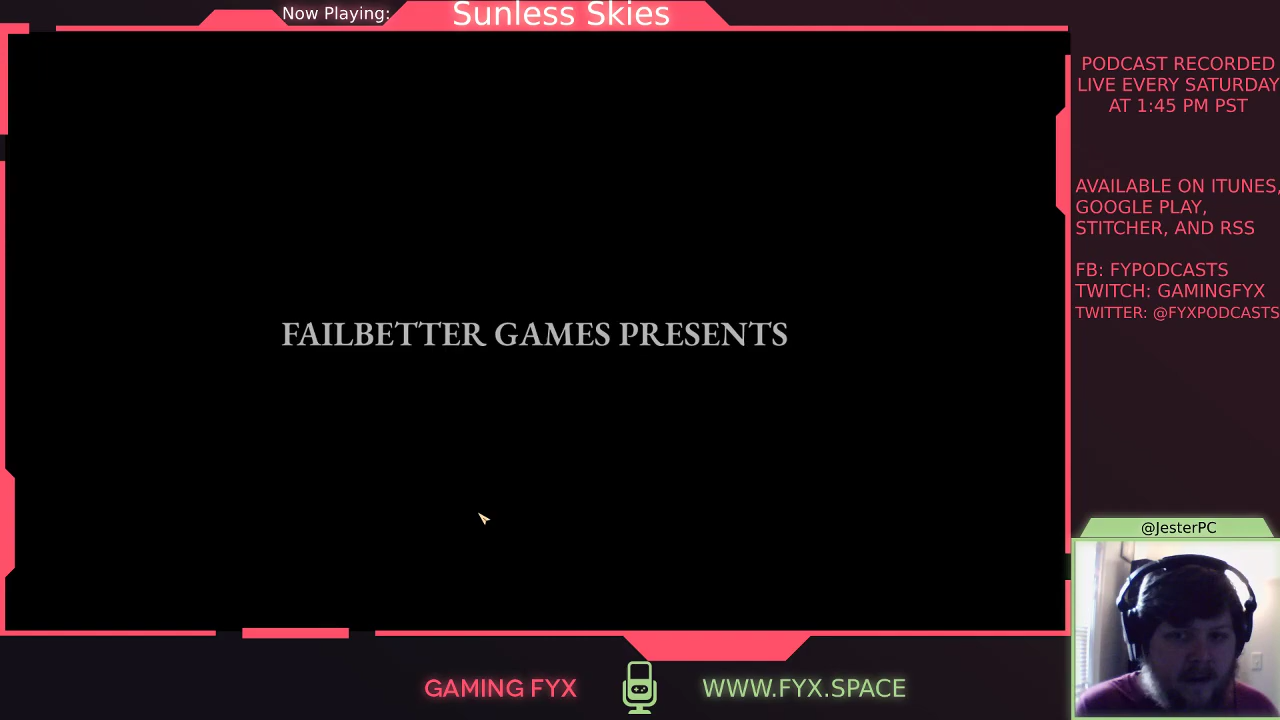 Now Playing:
Sunless Skies
PODCAST RECORDED
LIVE EVERY SATURDAY
AT 1:45 PM PST
AVAILABLE ON ITUNES,
GOOGLE PLAY,
STITCHER, AND RSS
FB: FYPODCASTS
TWITCH: GAMINGFYX
TWITTER: @FYXPODCASTS
FAILBETTER GAMES PRESENTS
@JesterPC
GAMING FYX
WWW.FYX.SPACE